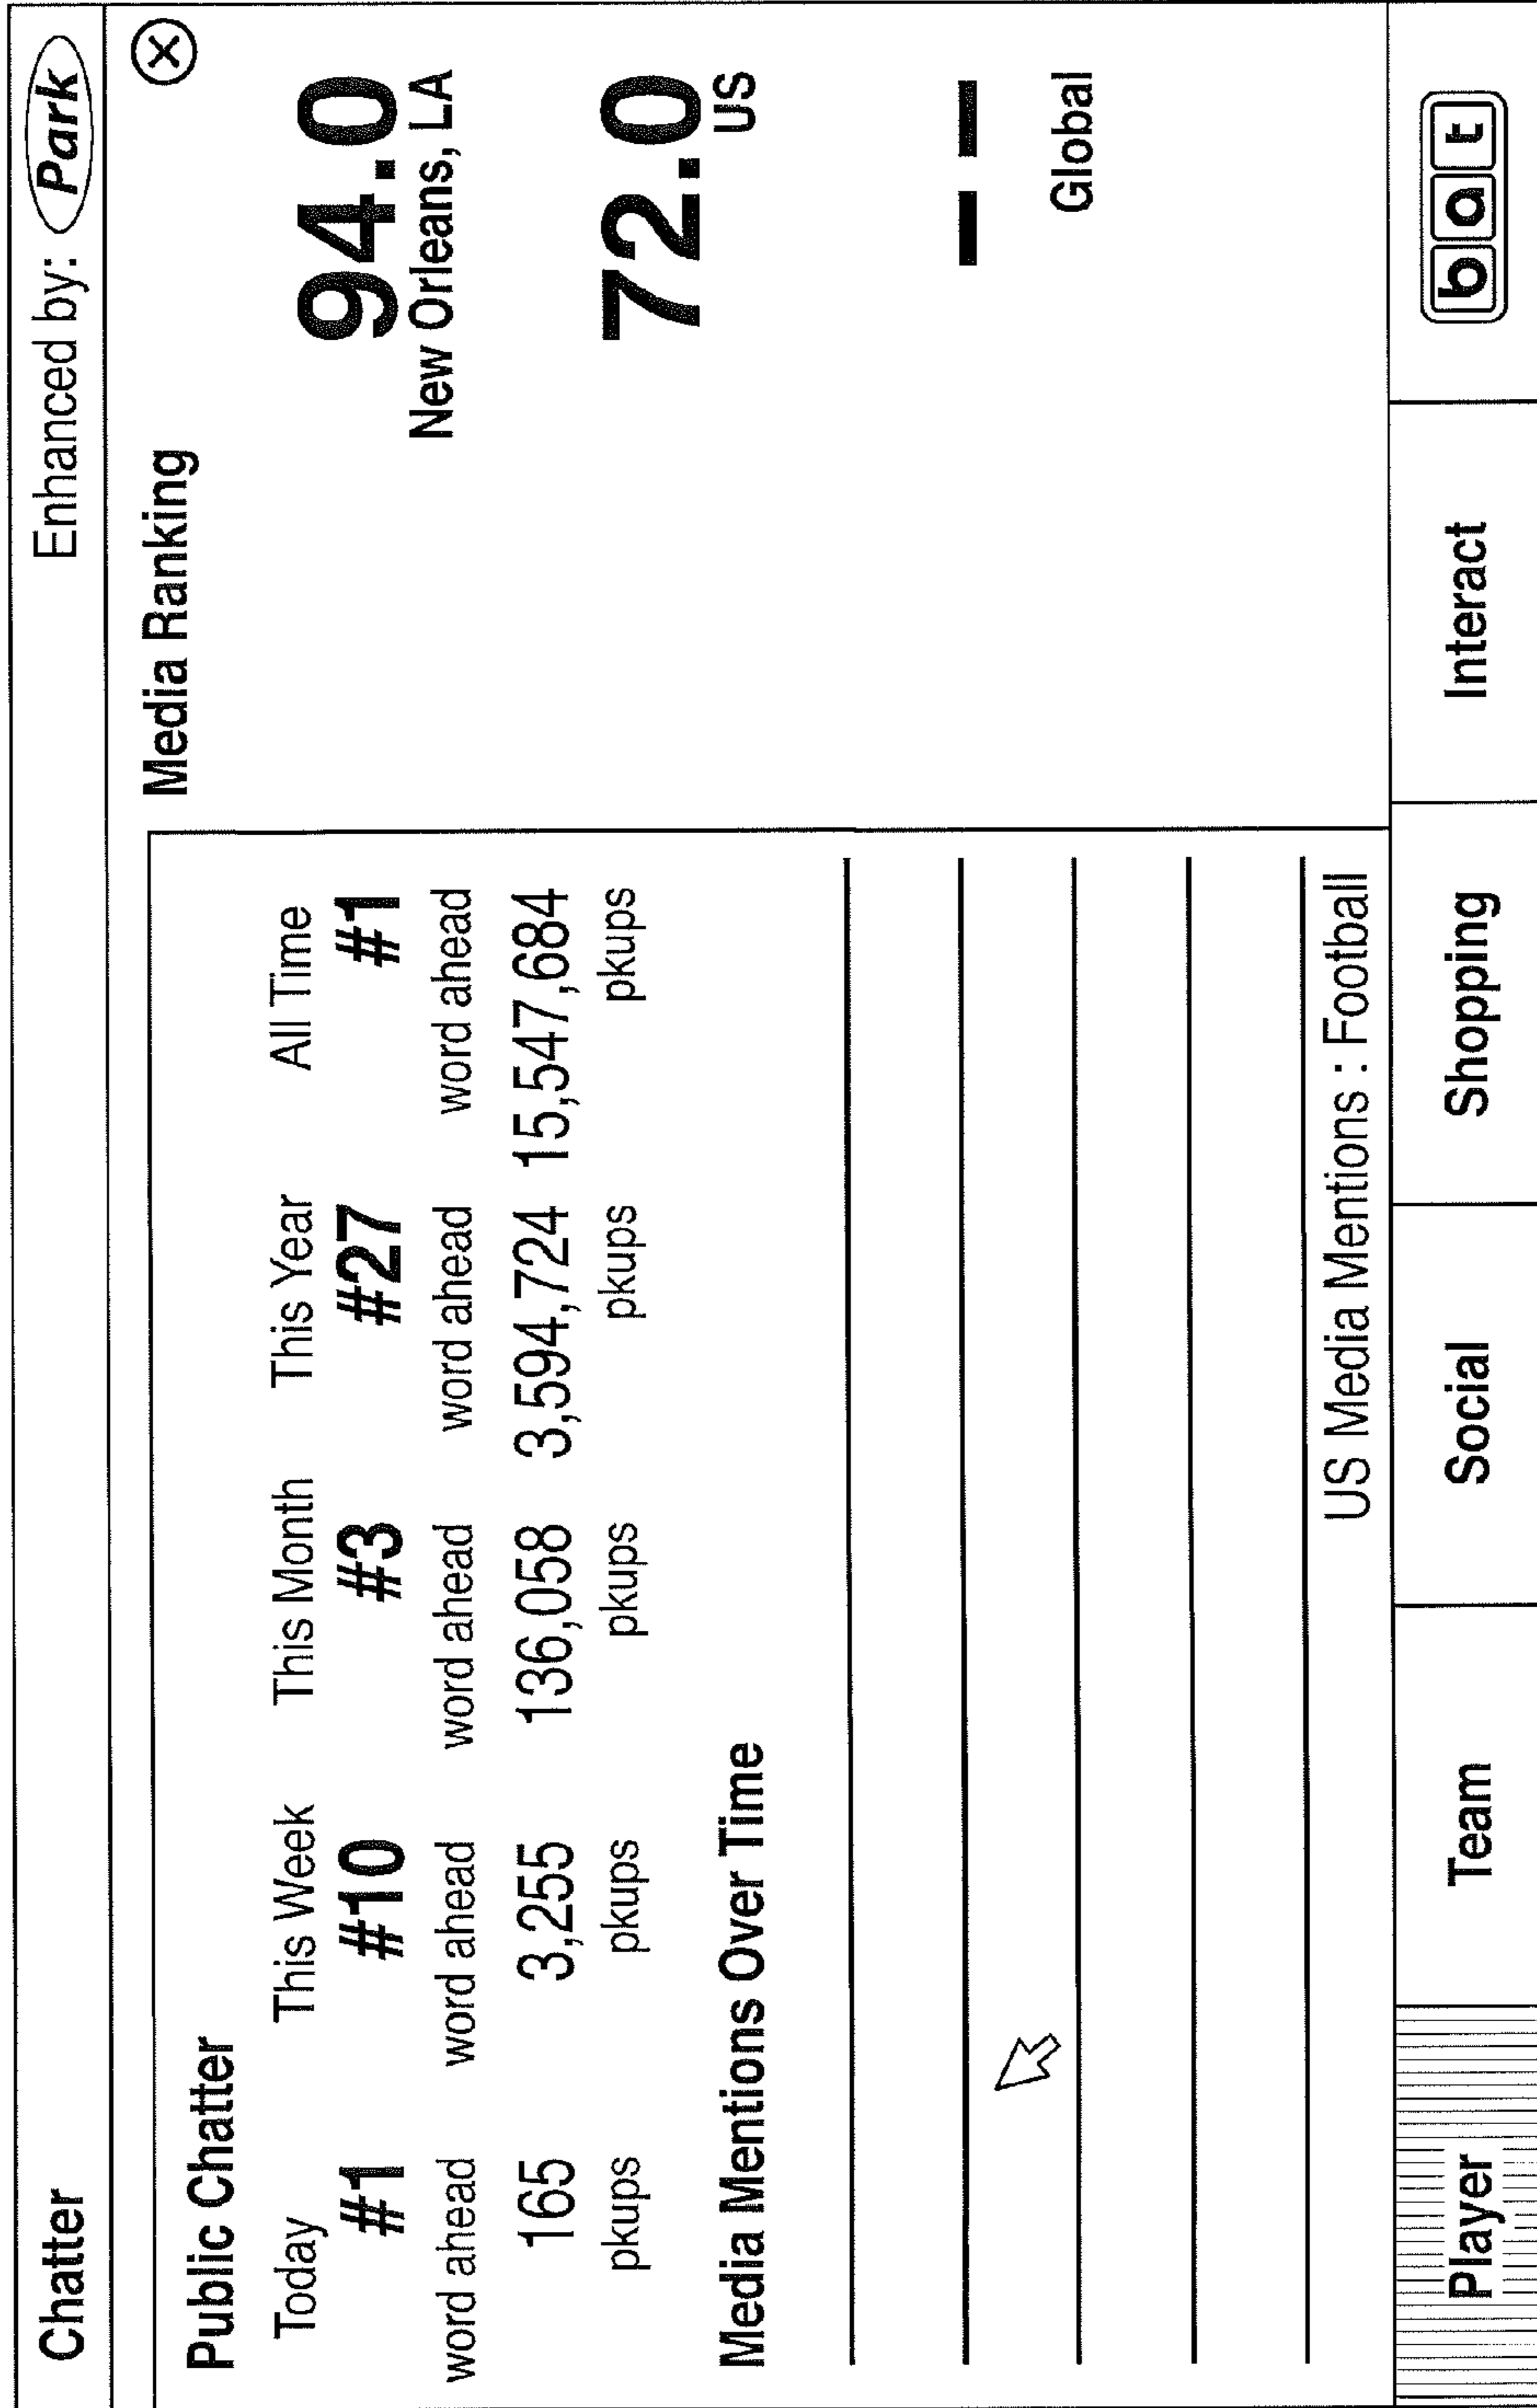 Chatter Enhanced by: Park
Public Chatter
Today This Week This Month This Year All Time
#1 #10 #3 #27 #1
word ahead word ahead word ahead word ahead word ahead
165 3,255 136,058 3,594,724 15,547,684
pkups pkups pkups pkups pkups
Media Mentions Over Time
US Media Mentions : Football
Media Ranking
94.0
New Orleans, LA
72.0
US
--
Global
Player Team Social Shopping Interact bat